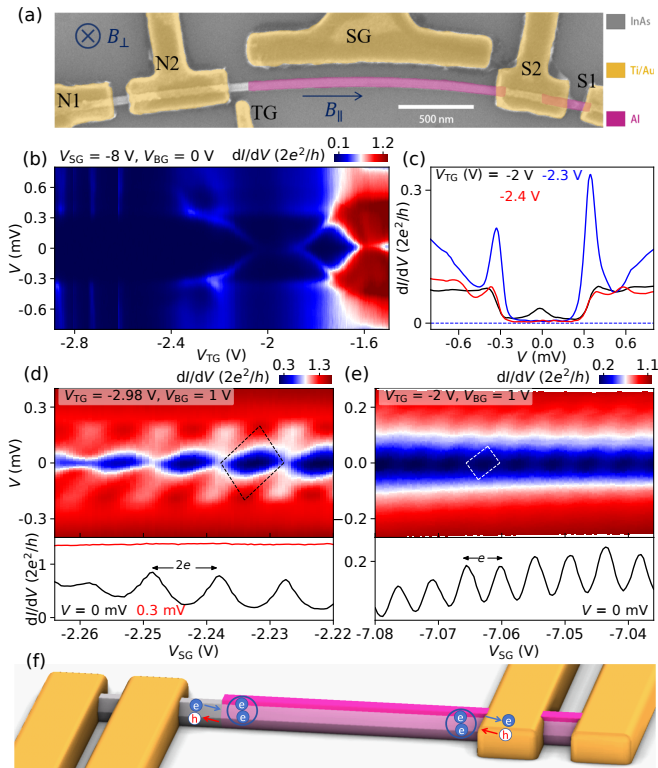 (a)
B⊥
N2
SG
S2
S1
N1
TG
B∥
500 nm
InAs
Ti/Au
Al
(b)
V_SG = -8 V, V_BG = 0 V
dI/dV (2e²/h)
0.1 1.2
V (mV)
0.6
0.3
0
-0.3
-0.6
-2.8 -2.4 -2 -1.6
V_TG (V)
(c)
V_TG (V) = -2 V -2.3 V
-2.4 V
dI/dV (2e²/h)
0.3
0
-0.6 -0.3 0.0 0.3 0.6
V (mV)
(d)
dI/dV (2e²/h)
0.3 1.3
V_TG = -2.98 V, V_BG = 1 V
V (mV)
0.3
0.0
-0.3
dI/dV (2e²/h)
1
0
2e
V = 0 mV 0.3 mV
-2.26 -2.25 -2.24 -2.23 -2.22
V_SG (V)
(e)
dI/dV (2e²/h)
0.2 1.1
V_TG = -2 V, V_BG = 1 V
0.2
0.0
-0.2
0.2
e
V = 0 mV
-7.08 -7.07 -7.06 -7.05 -7.04
V_SG (V)
(f)
e
h
e
e
e
e
e
h